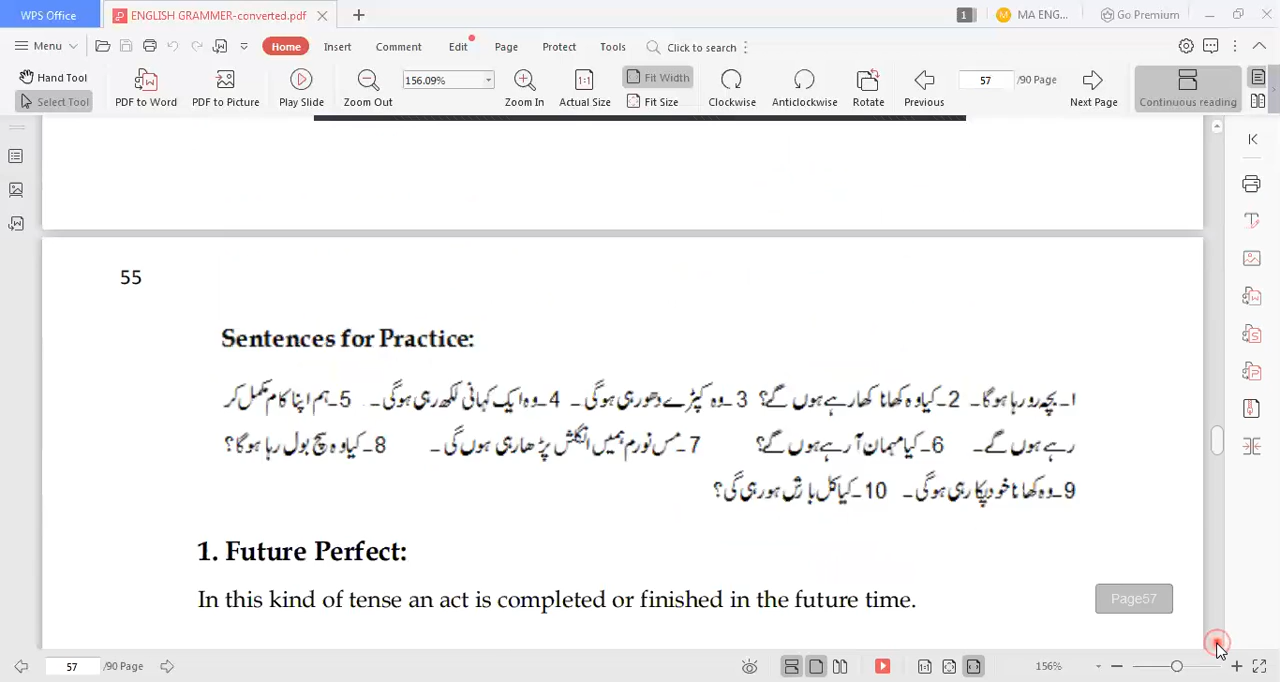 WPS Office
ENGLISH GRAMMER-converted.pdf
1
MA ENG...
Go Premium
Menu
Home
Insert
Comment
Edit
Page
Protect
Tools
Click to search
Hand Tool
Select Tool
PDF to Word
PDF to Picture
Play Slide
Zoom Out
156.09%
Zoom In
1:1
Actual Size
Fit Width
Fit Size
Clockwise
Anticlockwise
Rotate
Previous
57
/90 Page
Next Page
Continuous reading
55
Sentences for Practice:
ا۔بچہ رو رہا ہوگا۔ 2۔کیا وہ کھانا کھا رہے ہوں گے؟ 3۔وہ کپڑے دھو رہی ہوگی۔ 4۔وہ ایک کہانی لکھ رہی ہوگی۔ 5۔ہم اپنا کام مکمل کر
رہے ہوں گے۔ 6۔کیا مہمان آ رہے ہوں گے؟ 7۔مس نورم ہمیں انگلش پڑھا رہی ہوں گی۔ 8۔کیا وہ سچ بول رہا ہوگا؟
9۔وہ کھانا خود پکا رہی ہوگی۔ 10۔کیا کل بارش ہو رہی گی؟
1. Future Perfect:
In this kind of tense an act is completed or finished in the future time.
Page57
57
/90 Page
156%